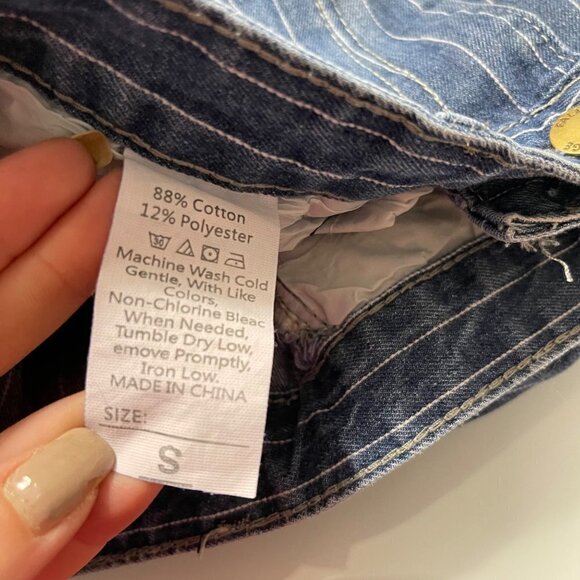 88% Cotton
12% Polyester
30
Machine Wash Cold
Gentle, With Like
Colors,
Non-Chlorine Bleac
When Needed,
Tumble Dry Low,
emove Promptly,
Iron Low.
MADE IN CHINA
SIZE:
S